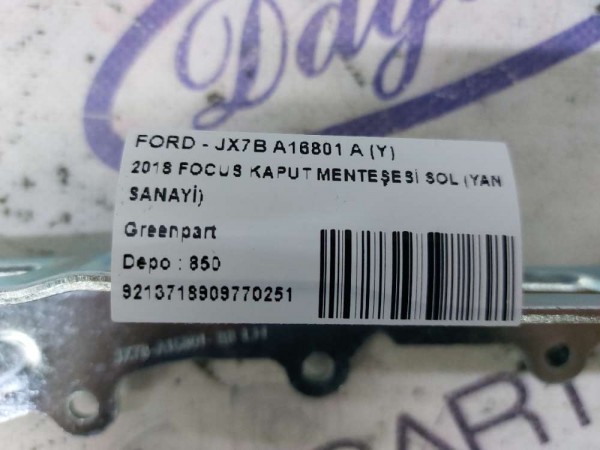 FORD - JX7B A16801 A (Y)
2018 FOCUS KAPUT MENTEŞESİ SOL (YAN
SANAYİ)
Greenpart
Depo : 850
9213718909770251